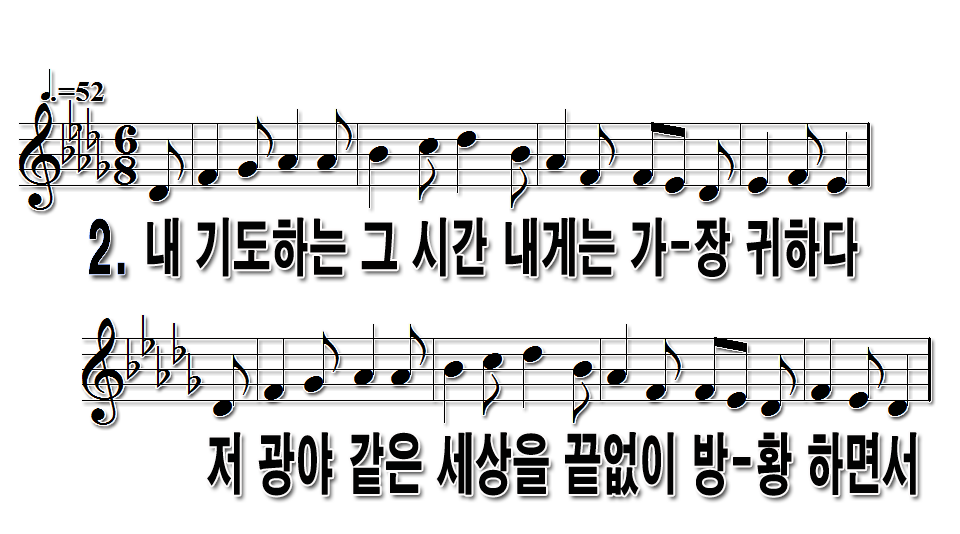 ♩.=52
6
8
2. 내 기도하는 그 시간 내게는 가-장 귀하다
저 광야 같은 세상을 끝없이 방-황 하면서